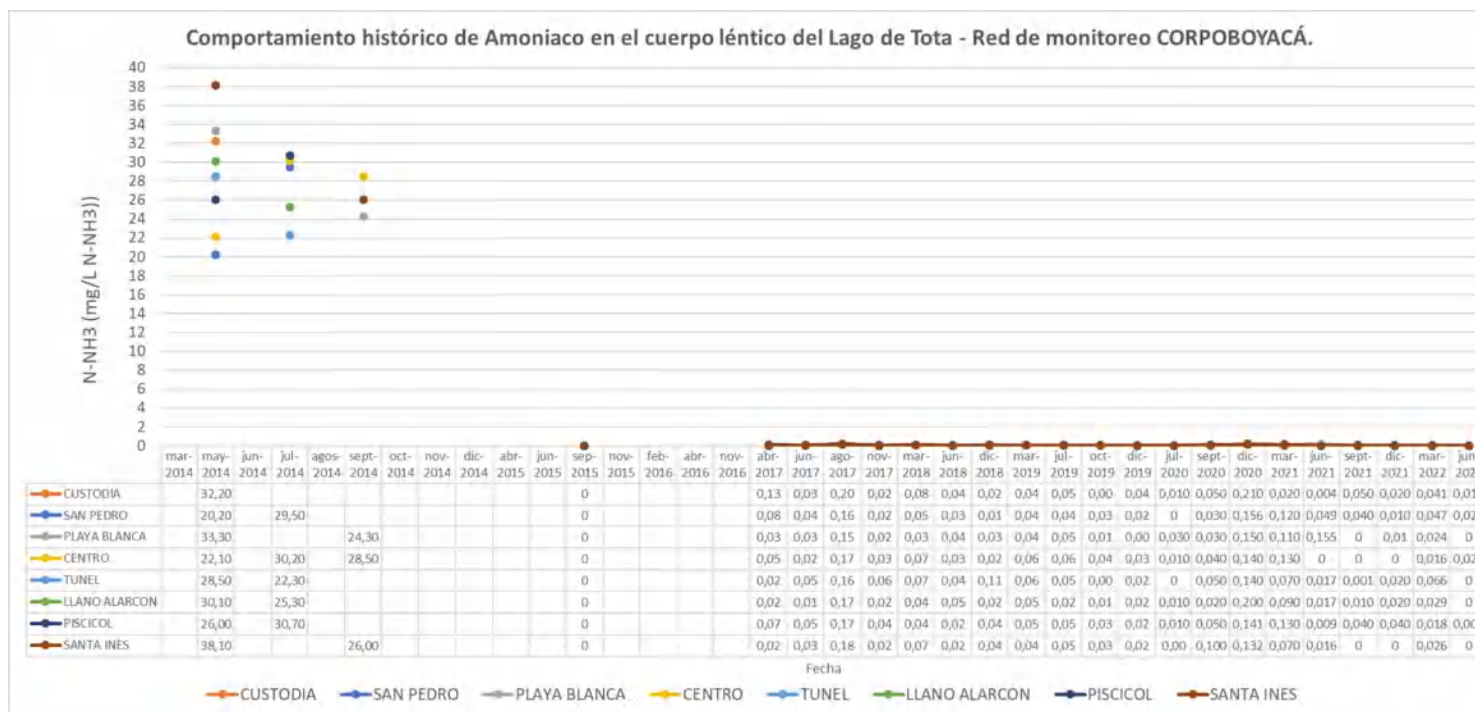 Comportamiento histórico de Amoniaco en el cuerpo léntico del Lago de Tota - Red de monitoreo CORPOBOYACÁ.
N-NH3 (mg/L N-NH3))
40
38
36
34
32
30
28
26
24
22
20
18
16
14
12
10
8
6
4
2
0
mar-2014 may-2014 jun-2014 jul-2014 agos-2014 sept-2014 oct-2014 nov-2014 dic-2014 abr-2015 jun-2015 sep-2015 nov-2015 feb-2016 abr-2016 nov-2016 abr-2017 jun-2017 ago-2017 nov-2017 mar-2018 jun-2018 dic-2018 mar-2019 jul-2019 oct-2019 dic-2019 jul-2020 sept-2020 dic-2020 mar-2021 jun-2021 sept-2021 dic-2021 mar-2022 jun 202
CUSTODIA 32,20 0 0,13 0,03 0,20 0,02 0,08 0,04 0,02 0,04 0,05 0,00 0,04 0,010 0,050 0,210 0,020 0,004 0,050 0,020 0,041 0,01
SAN PEDRO 20,20 29,50 0 0,08 0,04 0,16 0,02 0,05 0,03 0,01 0,04 0,04 0,03 0,02 0 0,030 0,156 0,120 0,049 0,040 0,010 0,047 0,02
PLAYA BLANCA 33,30 24,30 0 0,03 0,03 0,15 0,02 0,03 0,04 0,03 0,04 0,05 0,01 0,00 0,030 0,030 0,150 0,110 0,155 0 0,01 0,024 0
CENTRO 22,10 30,20 28,50 0 0,05 0,02 0,17 0,03 0,07 0,03 0,02 0,06 0,06 0,04 0,03 0,010 0,040 0,140 0,130 0 0 0 0,016 0,02
TUNEL 28,50 22,30 0 0,02 0,05 0,16 0,06 0,07 0,04 0,11 0,06 0,05 0,00 0,02 0 0,050 0,140 0,070 0,017 0,001 0,020 0,066 0
LLANO ALARCON 30,10 25,30 0 0,02 0,01 0,17 0,02 0,04 0,05 0,02 0,05 0,02 0,01 0,02 0,010 0,020 0,200 0,090 0,017 0,010 0,020 0,029 0
PISCICOL 26,00 30,70 0 0,07 0,05 0,17 0,04 0,04 0,02 0,04 0,05 0,05 0,03 0,02 0,010 0,050 0,141 0,130 0,009 0,040 0,040 0,018 0,00
SANTA INES 38,10 26,00 0 0,02 0,03 0,18 0,02 0,07 0,02 0,04 0,04 0,05 0,03 0,02 0,00 0,100 0,132 0,070 0,016 0 0 0,026 0
Fecha
CUSTODIA SAN PEDRO PLAYA BLANCA CENTRO TUNEL LLANO ALARCON PISCICOL SANTA INES